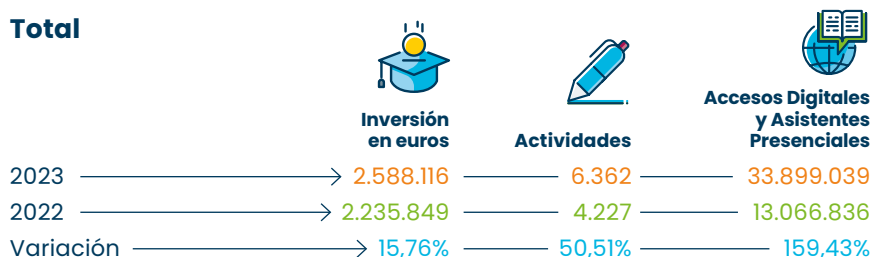 Total
Inversión
en euros
Actividades
Accesos Digitales
y Asistentes
Presenciales
2023 2.588.116 6.362 33.899.039
2022 2.235.849 4.227 13.066.836
Variación 15,76% 50,51% 159,43%